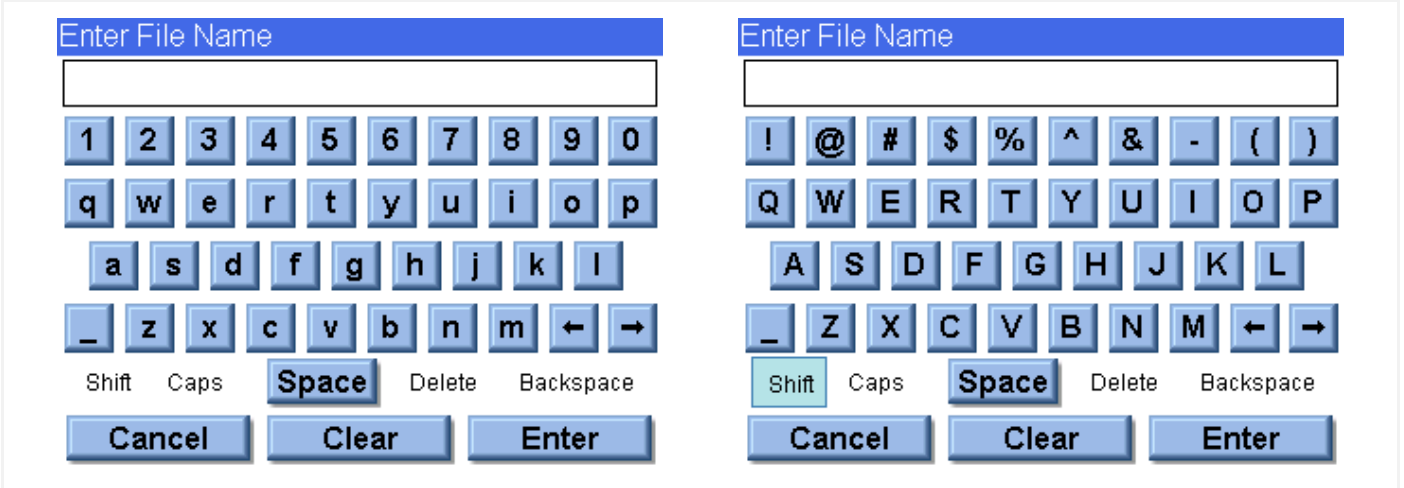 Enter File Name
1 2 3 4 5 6 7 8 9 0
q w e r t y u i o p
a s d f g h j k l
_ z x c v b n m ← →
Shift Caps Space Delete Backspace
Cancel Clear Enter
Enter File Name
! @ # $ % ^ & - ( )
Q W E R T Y U I O P
A S D F G H J K L
_ Z X C V B N M ← →
Shift Caps Space Delete Backspace
Cancel Clear Enter